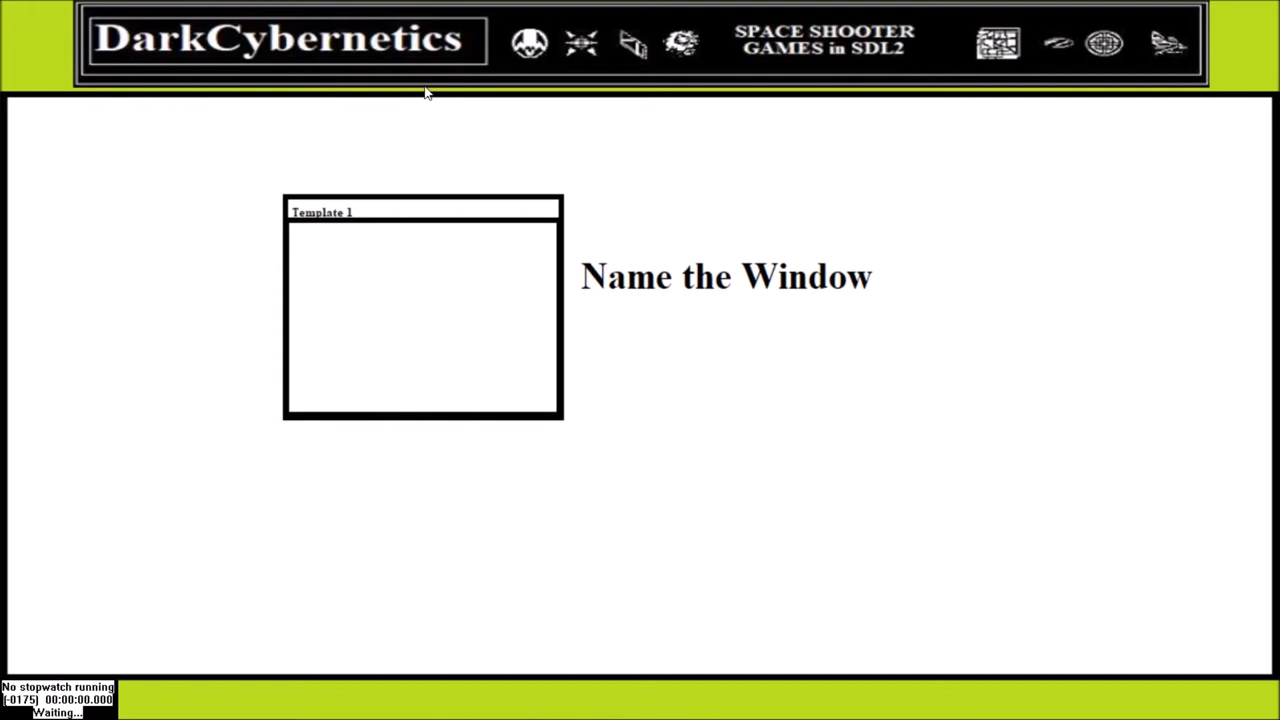 DarkCybernetics
SPACE SHOOTER
GAMES in SDL2
Template 1
Name the Window
No stopwatch running
(-0175) 00:00:00.000
Waiting...